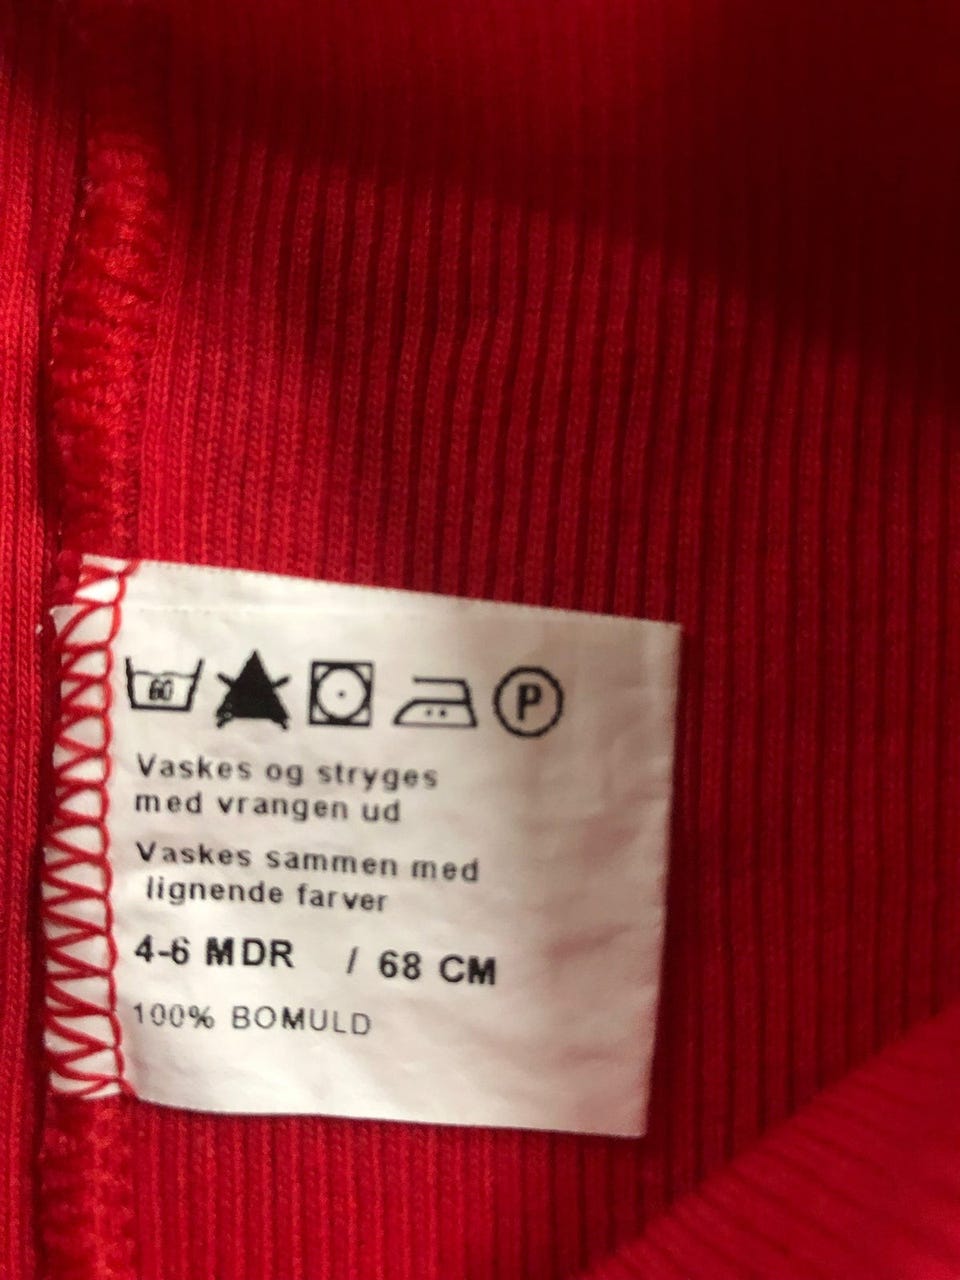 60
P
Vaskes og stryges
med vrangen ud
Vaskes sammen med
lignende farver
4-6 MDR / 68 CM
100% BOMULD